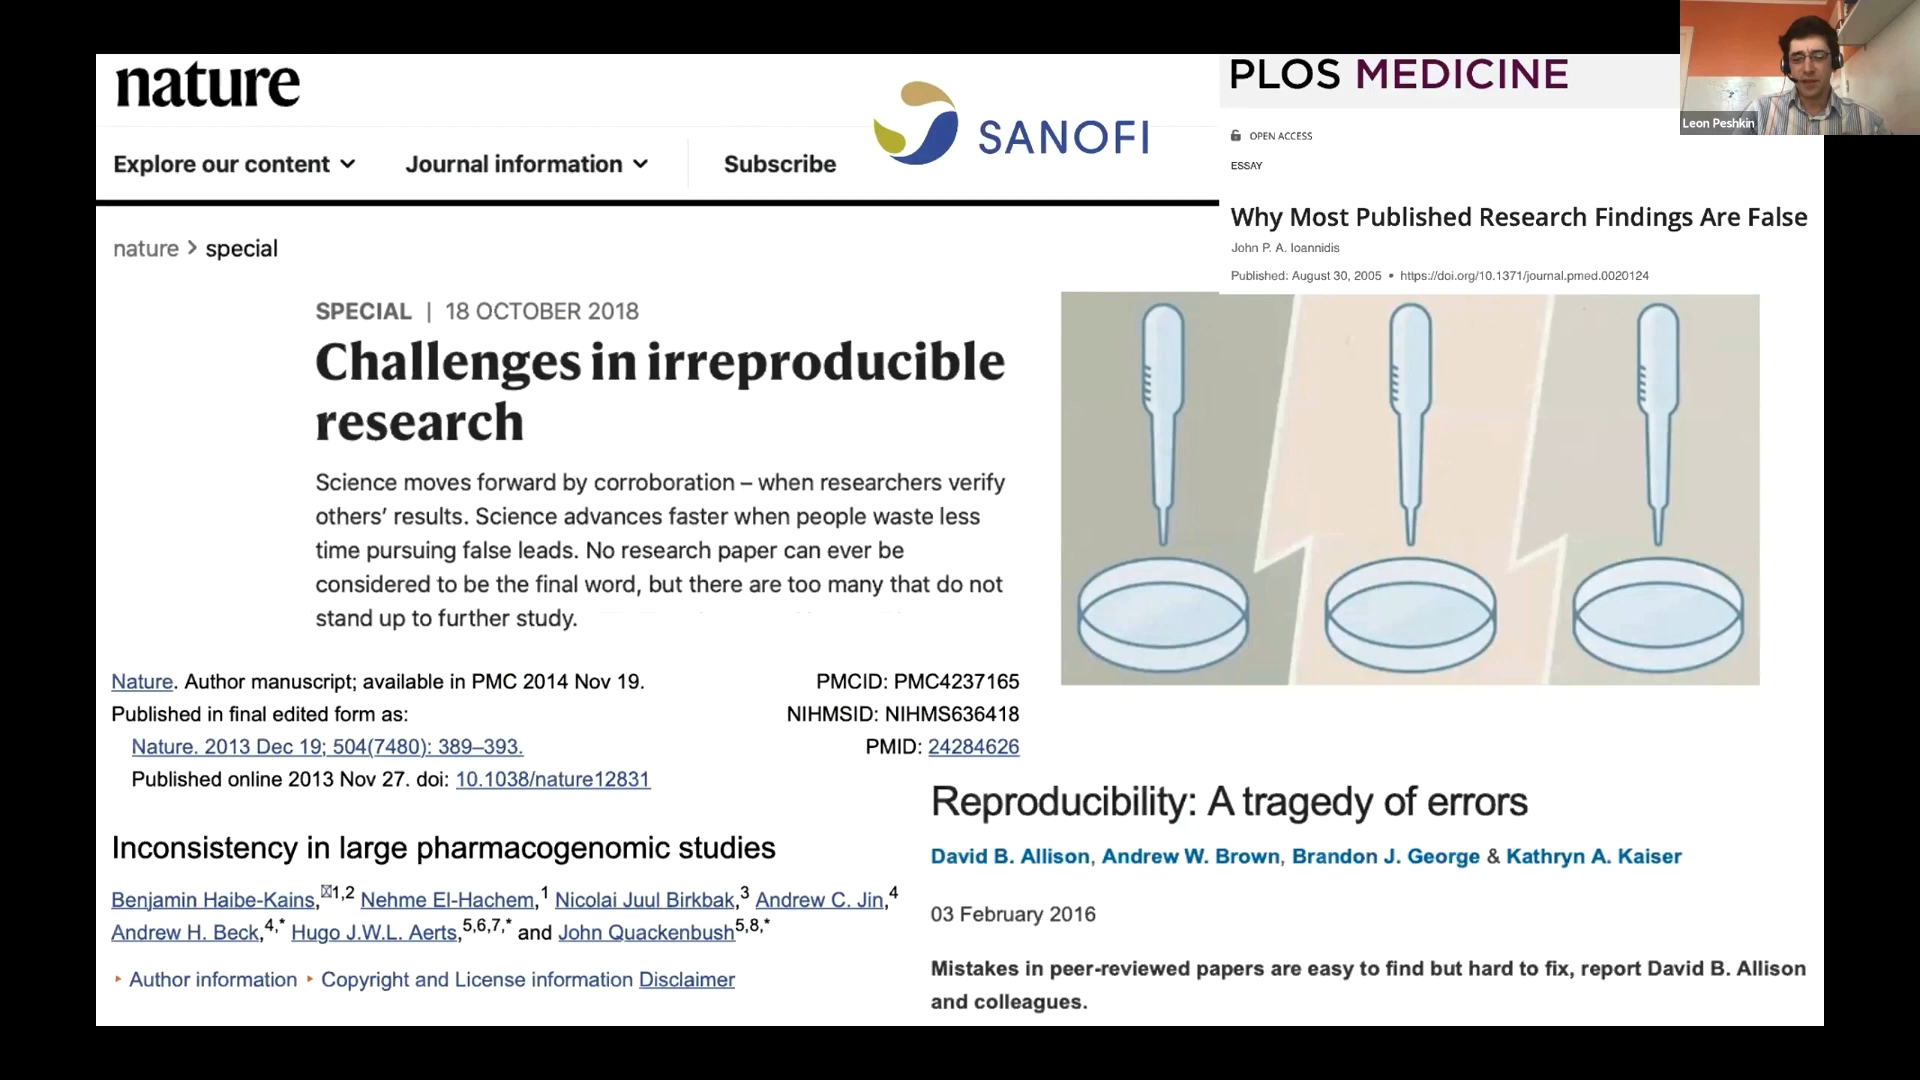 nature
SANOFI
Explore our content
Journal information
Subscribe
nature > special
SPECIAL | 18 OCTOBER 2018
Challenges in irreproducible
research
Science moves forward by corroboration – when researchers verify
others’ results. Science advances faster when people waste less
time pursuing false leads. No research paper can ever be
considered to be the final word, but there are too many that do not
stand up to further study.
PLOS MEDICINE
OPEN ACCESS
ESSAY
Why Most Published Research Findings Are False
John P. A. Ioannidis
Published: August 30, 2005 • https://doi.org/10.1371/journal.pmed.0020124
Leon Peshkin
Nature. Author manuscript; available in PMC 2014 Nov 19.
Published in final edited form as:
Nature. 2013 Dec 19; 504(7480): 389–393.
Published online 2013 Nov 27. doi: 10.1038/nature12831
PMCID: PMC4237165
NIHMSID: NIHMS636418
PMID: 24284626
Inconsistency in large pharmacogenomic studies
Benjamin Haibe-Kains,1,2 Nehme El-Hachem,1 Nicolai Juul Birkbak,3 Andrew C. Jin,4
Andrew H. Beck,4,* Hugo J.W.L. Aerts,5,6,7,* and John Quackenbush5,8,*
Author information Copyright and License information Disclaimer
Reproducibility: A tragedy of errors
David B. Allison, Andrew W. Brown, Brandon J. George & Kathryn A. Kaiser
03 February 2016
Mistakes in peer-reviewed papers are easy to find but hard to fix, report David B. Allison
and colleagues.